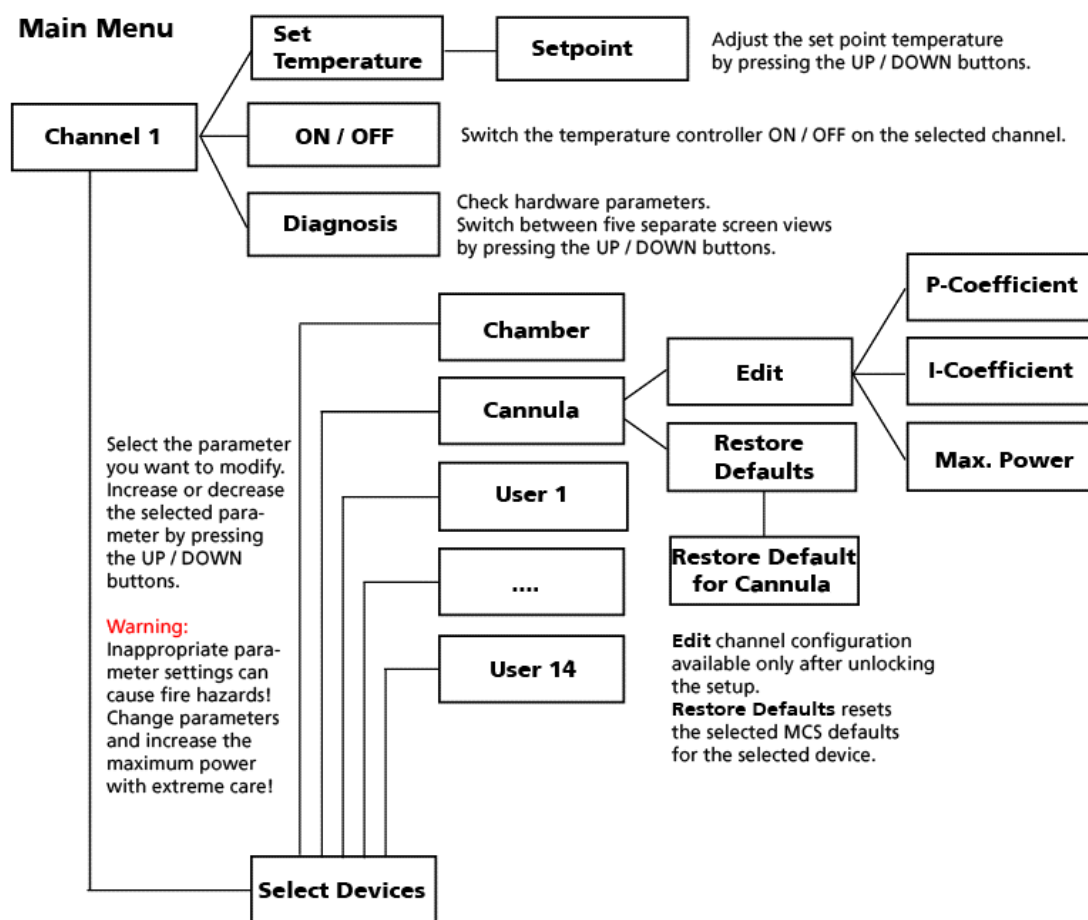 Main Menu
Set
Temperature
Setpoint
Adjust the set point temperature
by pressing the UP / DOWN buttons.
Channel 1
ON / OFF
Switch the temperature controller ON / OFF on the selected channel.
Diagnosis
Check hardware parameters.
Switch between five separate screen views
by pressing the UP / DOWN buttons.
Chamber
Cannula
User 1
....
User 14
Edit
Restore
Defaults
Restore Default
for Cannula
P-Coefficient
I-Coefficient
Max. Power
Select the parameter
you want to modify.
Increase or decrease
the selected para-
meter by pressing
the UP / DOWN
buttons.
Warning:
Inappropriate para-
meter settings can
cause fire hazards!
Change parameters
and increase the
maximum power
with extreme care!
Edit channel configuration
available only after unlocking
the setup.
Restore Defaults resets
the selected MCS defaults
for the selected device.
Select Devices